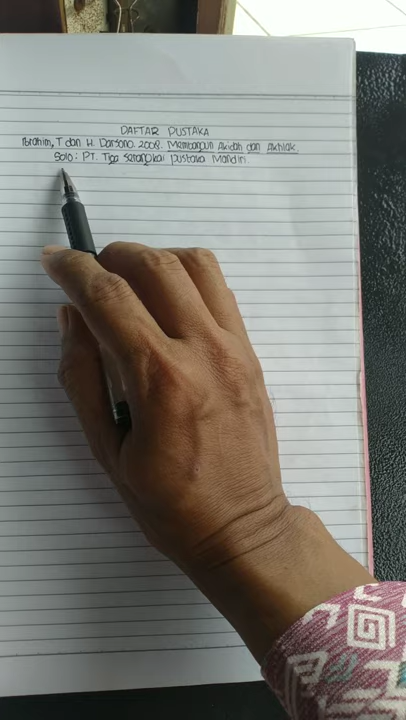 DAFTAR PUSTAKA
Ibrahim, T dan H. Darsono. 2008. Membangun Akidah dan Akhlak.
Solo: PT. Tiga Serangkai Pustaka Mandiri.